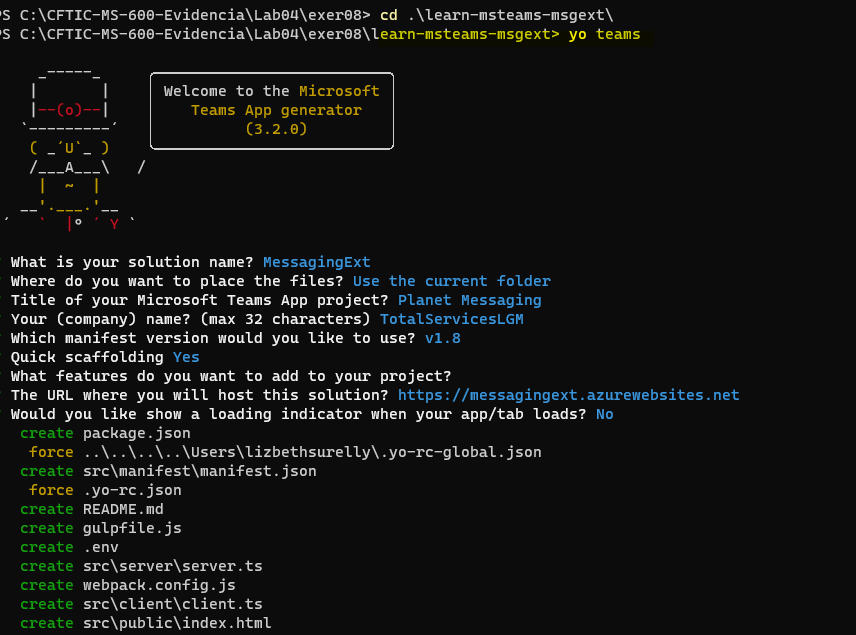 PS C:\CFTIC-MS-600-Evidencia\Lab04\exer08> cd .\learn-msteams-msgext\
PS C:\CFTIC-MS-600-Evidencia\Lab04\exer08\learn-msteams-msgext> yo teams
Welcome to the Microsoft
Teams App generator
(3.2.0)
What is your solution name? MessagingExt
Where do you want to place the files? Use the current folder
Title of your Microsoft Teams App project? Planet Messaging
Your (company) name? (max 32 characters) TotalServicesLGM
Which manifest version would you like to use? v1.8
Quick scaffolding Yes
What features do you want to add to your project?
The URL where you will host this solution? https://messagingext.azurewebsites.net
Would you like show a loading indicator when your app/tab loads? No
create package.json
force ..\..\..\..\Users\lizbethsurelly\.yo-rc-global.json
create src\manifest\manifest.json
force .yo-rc.json
create README.md
create gulpfile.js
create .env
create src\server\server.ts
create webpack.config.js
create src\client\client.ts
create src\public\index.html